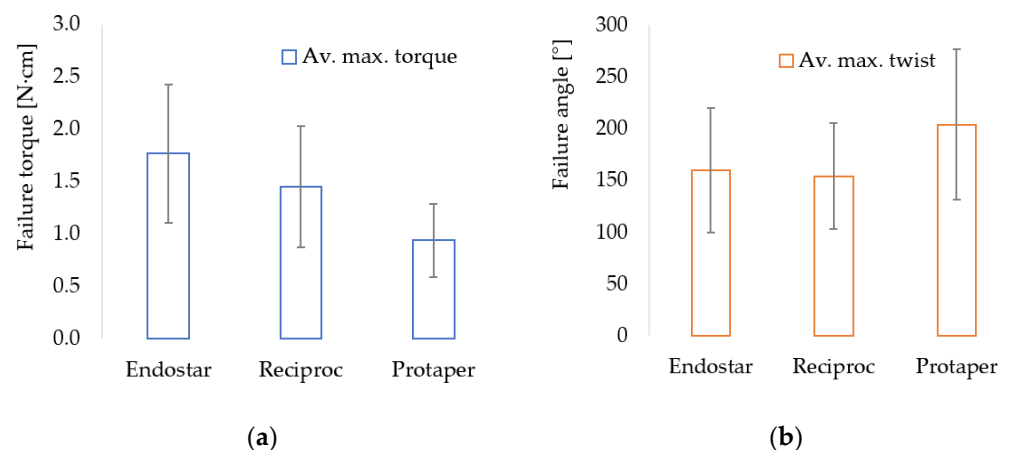 Failure torque [N·cm]
3.0
2.5
2.0
1.5
1.0
0.5
0.0
Av. max. torque
Endostar Reciproc Protaper
(a)
Failure angle [°]
300
250
200
150
100
50
0
Av. max. twist
Endostar Reciproc Protaper
(b)